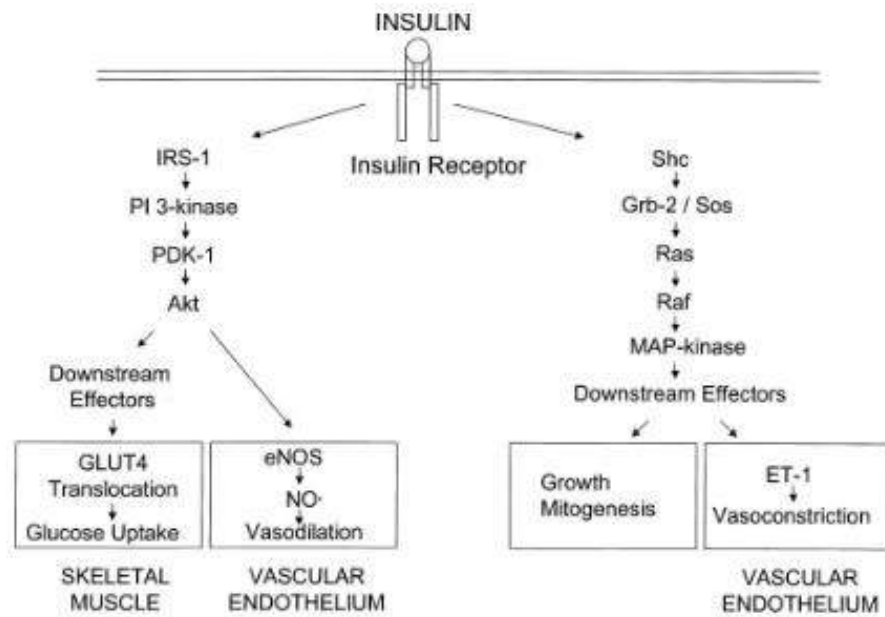 INSULIN
Insulin Receptor
IRS-1
PI 3-kinase
PDK-1
Akt
Downstream
Effectors
GLUT4
Translocation
Glucose Uptake
SKELETAL
MUSCLE
eNOS
NO·
Vasodilation
VASCULAR
ENDOTHELIUM
Shc
Grb-2 / Sos
Ras
Raf
MAP-kinase
Downstream Effectors
Growth
Mitogenesis
ET-1
Vasoconstriction
VASCULAR
ENDOTHELIUM